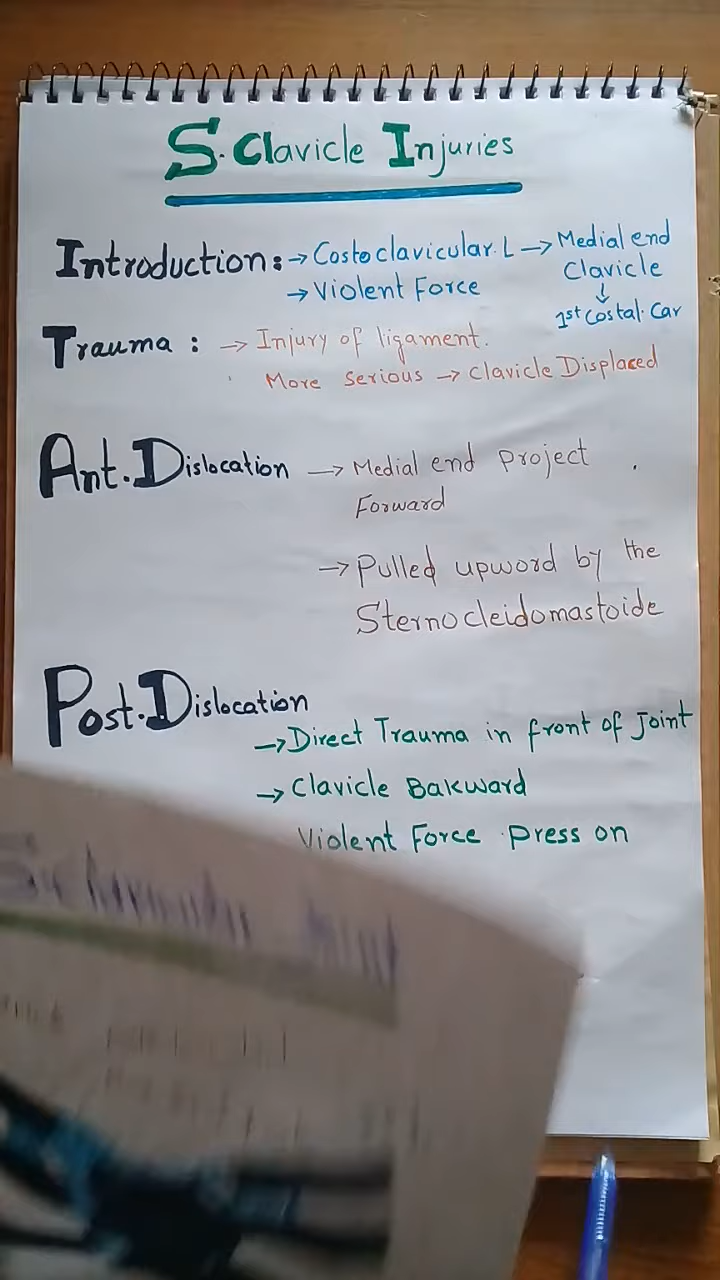 S. Clavicle Injuries
Introduction: → Costoclavicular. L → Medial end
Clavicle
↓
1st Costal. Car
→ Violent Force
Trauma : → Injury of ligament.
More serious → Clavicle Displaced
Ant. Dislocation → Medial end project
Forward
→ Pulled upword by the
Sternocleidomastoide
Post. Dislocation
→ Direct Trauma in front of Joint
→ Clavicle Bakward
Violent Force press on